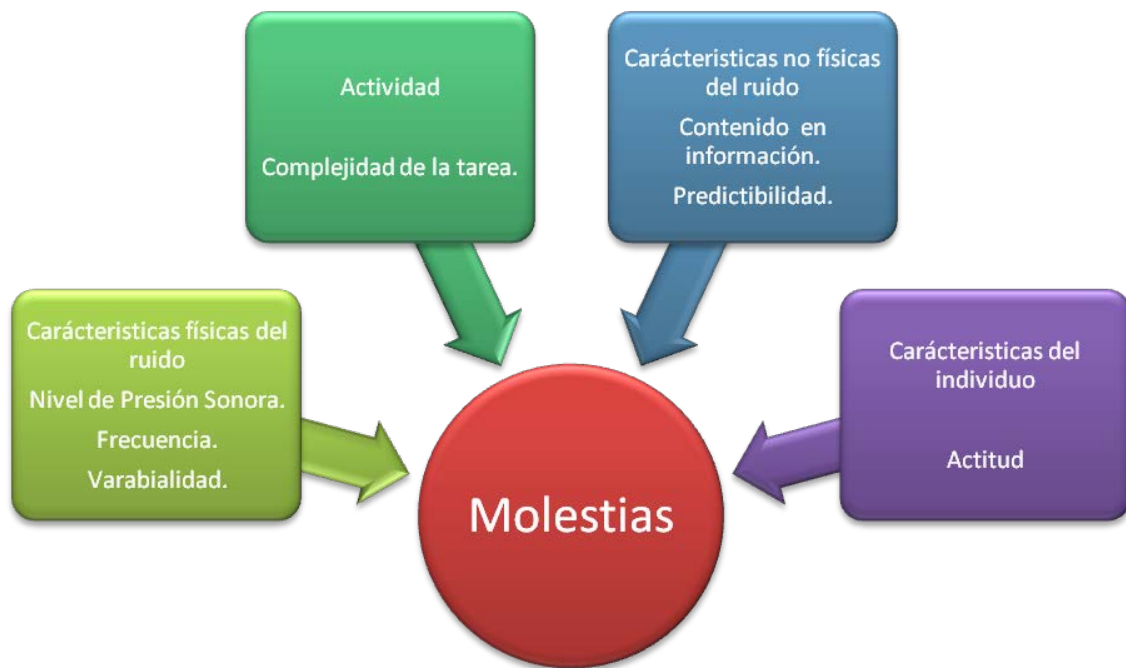 Actividad
Complejidad de la tarea.
Carácteristicas no físicas
del ruido
Contenido en
información.
Predictibilidad.
Carácteristicas físicas del
ruido
Nivel de Presión Sonora.
Frecuencia.
Varabialidad.
Carácteristicas del
individuo
Actitud
Molestias